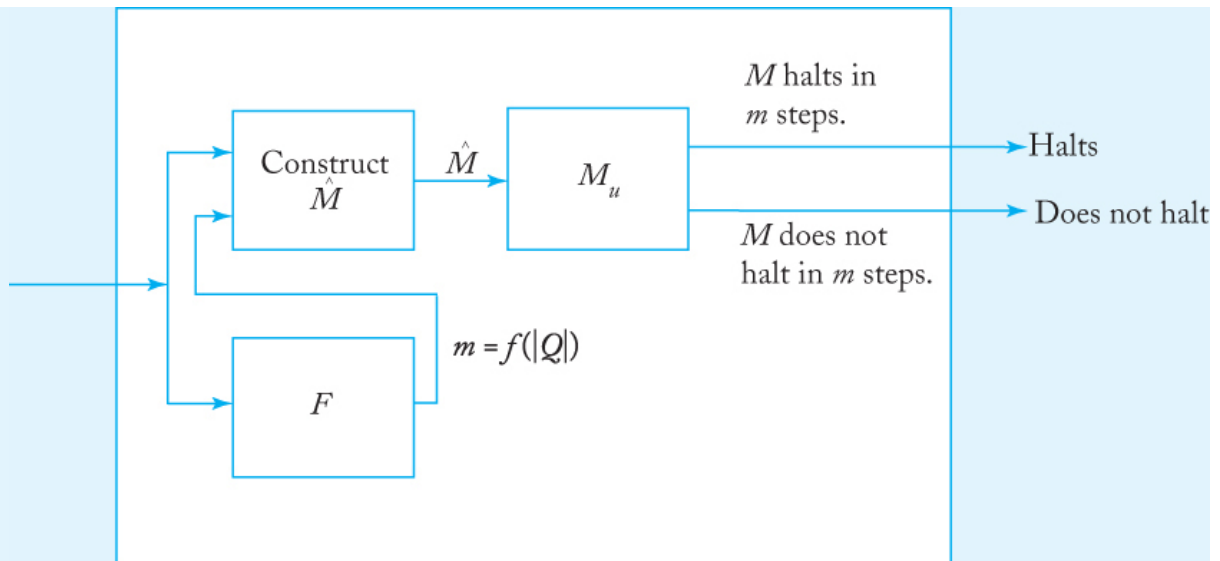 M halts in
m steps.
Halts
Construct
M̂
M̂
M_u
Does not halt
M does not
halt in m steps.
m = f(|Q|)
F